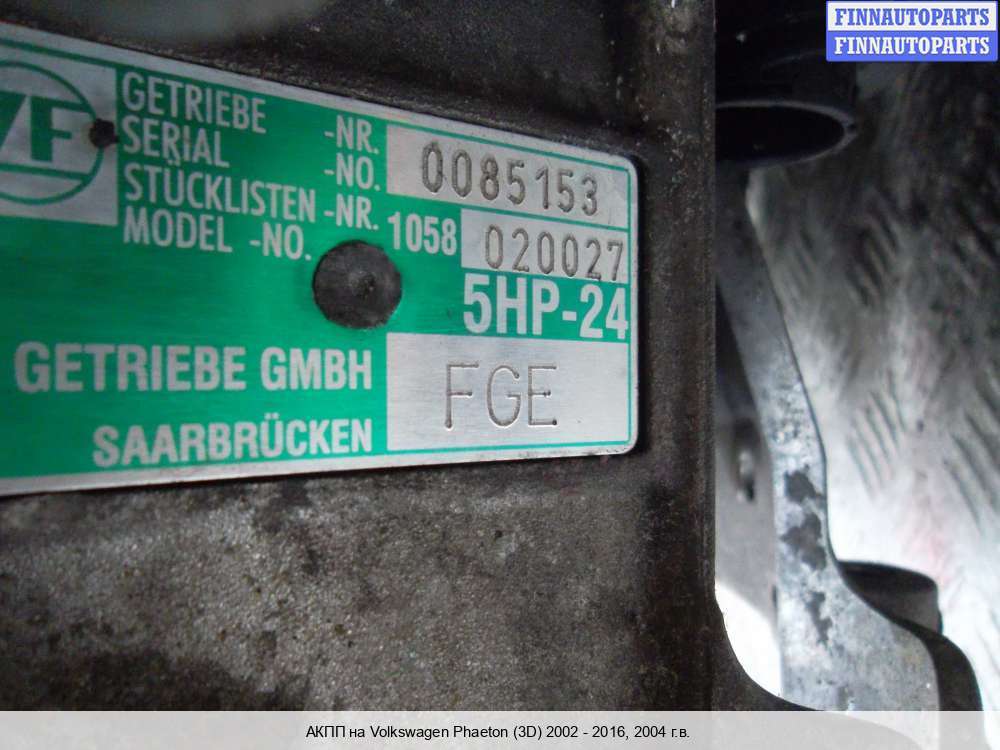 FINNAUTOPARTS
FINNAUTOPARTS
ZF
GETRIEBE -NR.
SERIAL -NO. 0085153
STÜCKLISTEN -NR.
MODEL -NO. 1058 020027
5HP-24
GETRIEBE GMBH
SAARBRÜCKEN
FGE
АКПП на Volkswagen Phaeton (3D) 2002 - 2016, 2004 г.в.